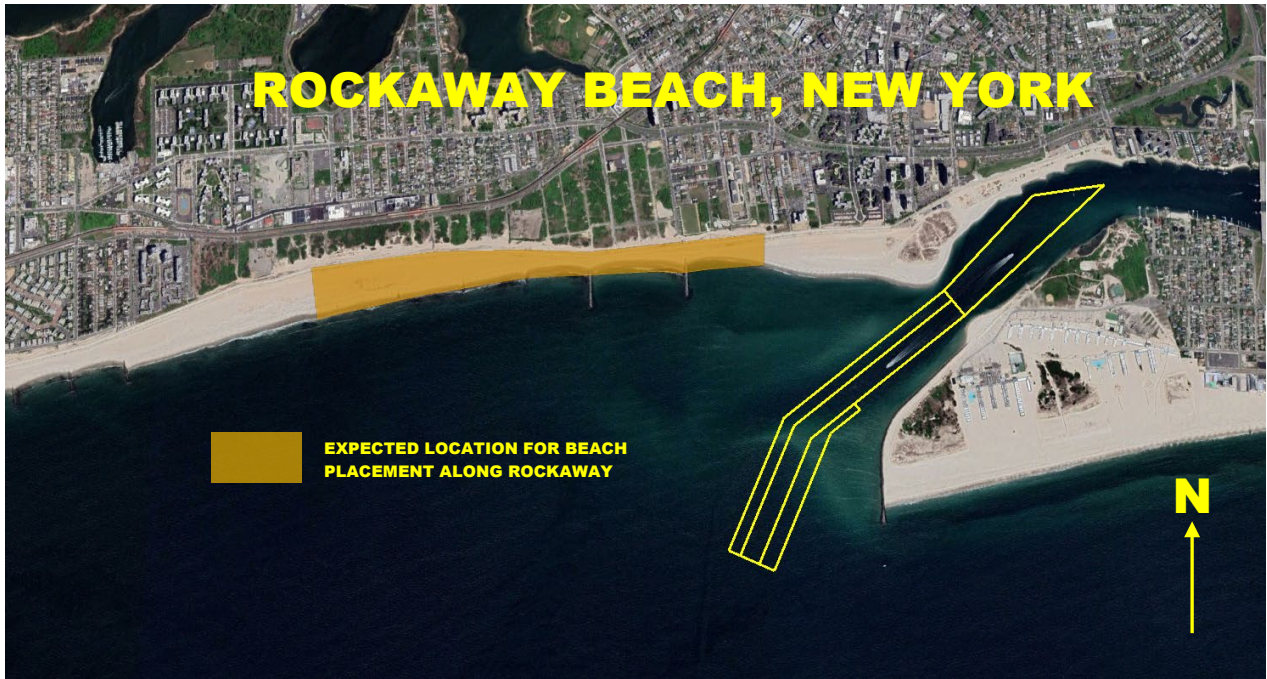 ROCKAWAY BEACH, NEW YORK
EXPECTED LOCATION FOR BEACH
PLACEMENT ALONG ROCKAWAY
N